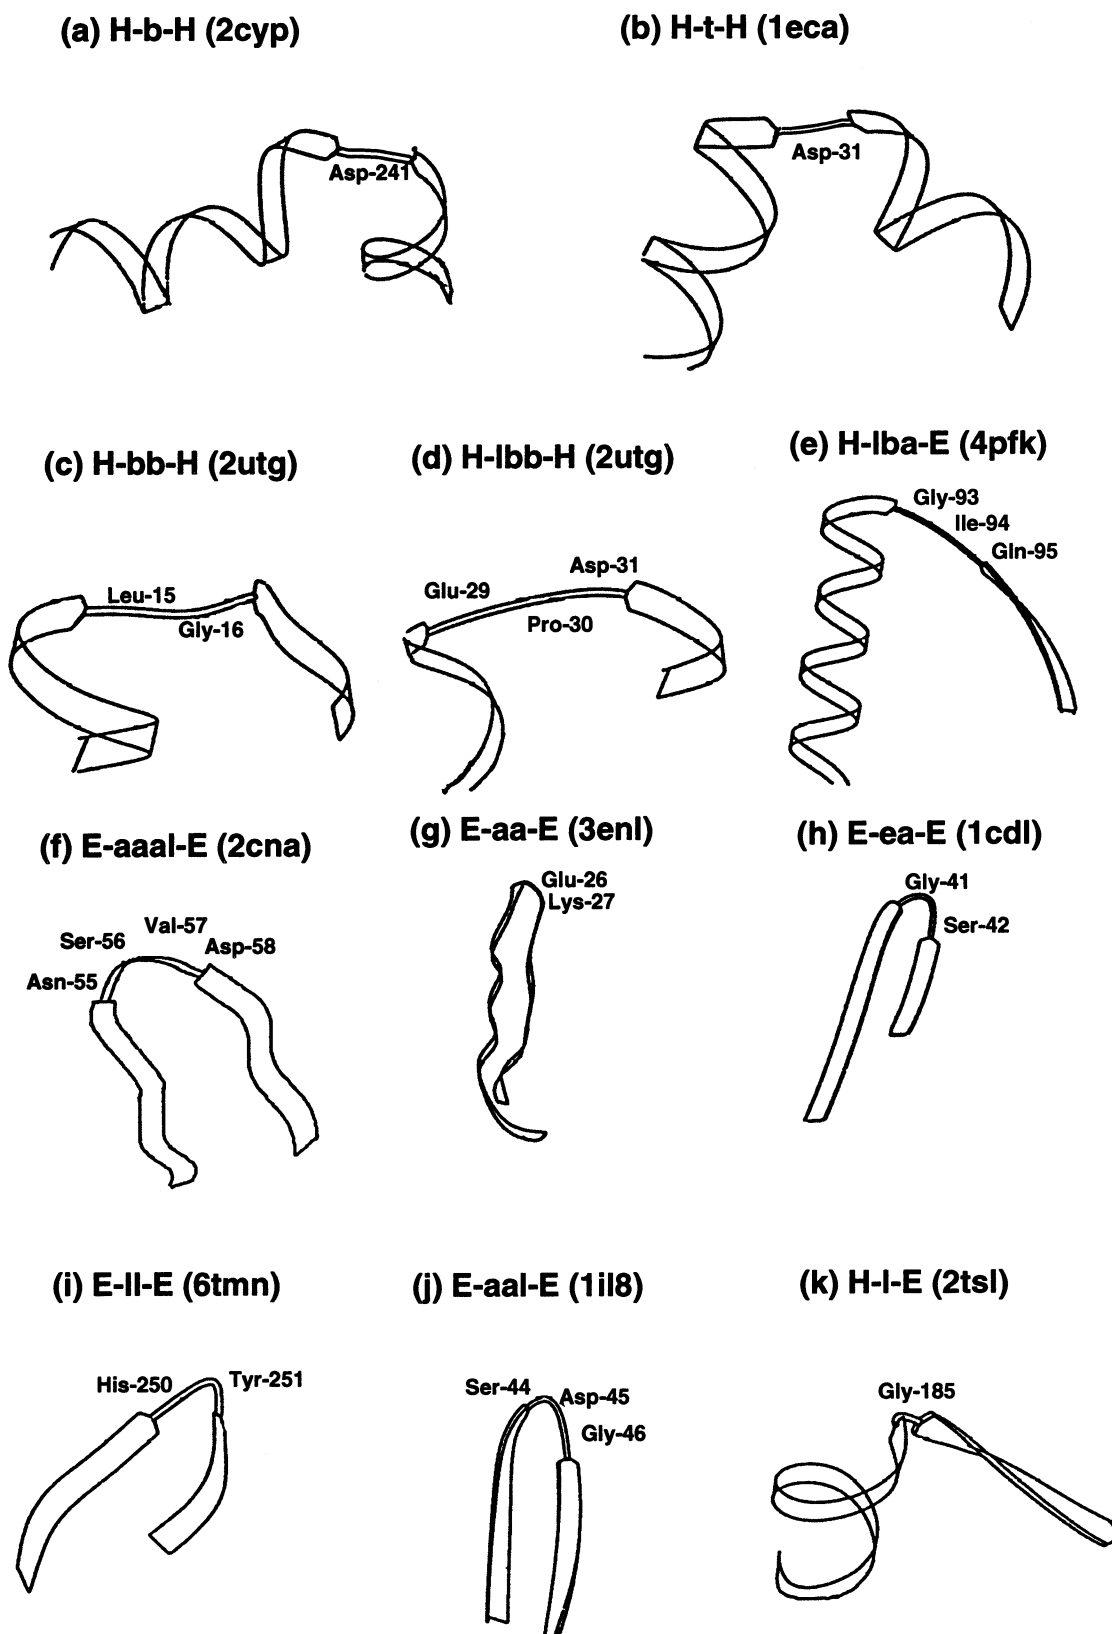 (a) H-b-H (2cyp)
(b) H-t-H (1eca)
Asp-241
Asp-31
(c) H-bb-H (2utg)
(d) H-lbb-H (2utg)
(e) H-lba-E (4pfk)
Gly-93
Ile-94
Gln-95
Leu-15
Gly-16
Glu-29
Asp-31
Pro-30
(f) E-aaal-E (2cna)
(g) E-aa-E (3enl)
(h) E-ea-E (1cdl)
Glu-26
Lys-27
Gly-41
Ser-42
Val-57
Ser-56
Asp-58
Asn-55
(i) E-ll-E (6tmn)
(j) E-aal-E (1il8)
(k) H-l-E (2tsl)
His-250
Tyr-251
Ser-44
Asp-45
Gly-46
Gly-185